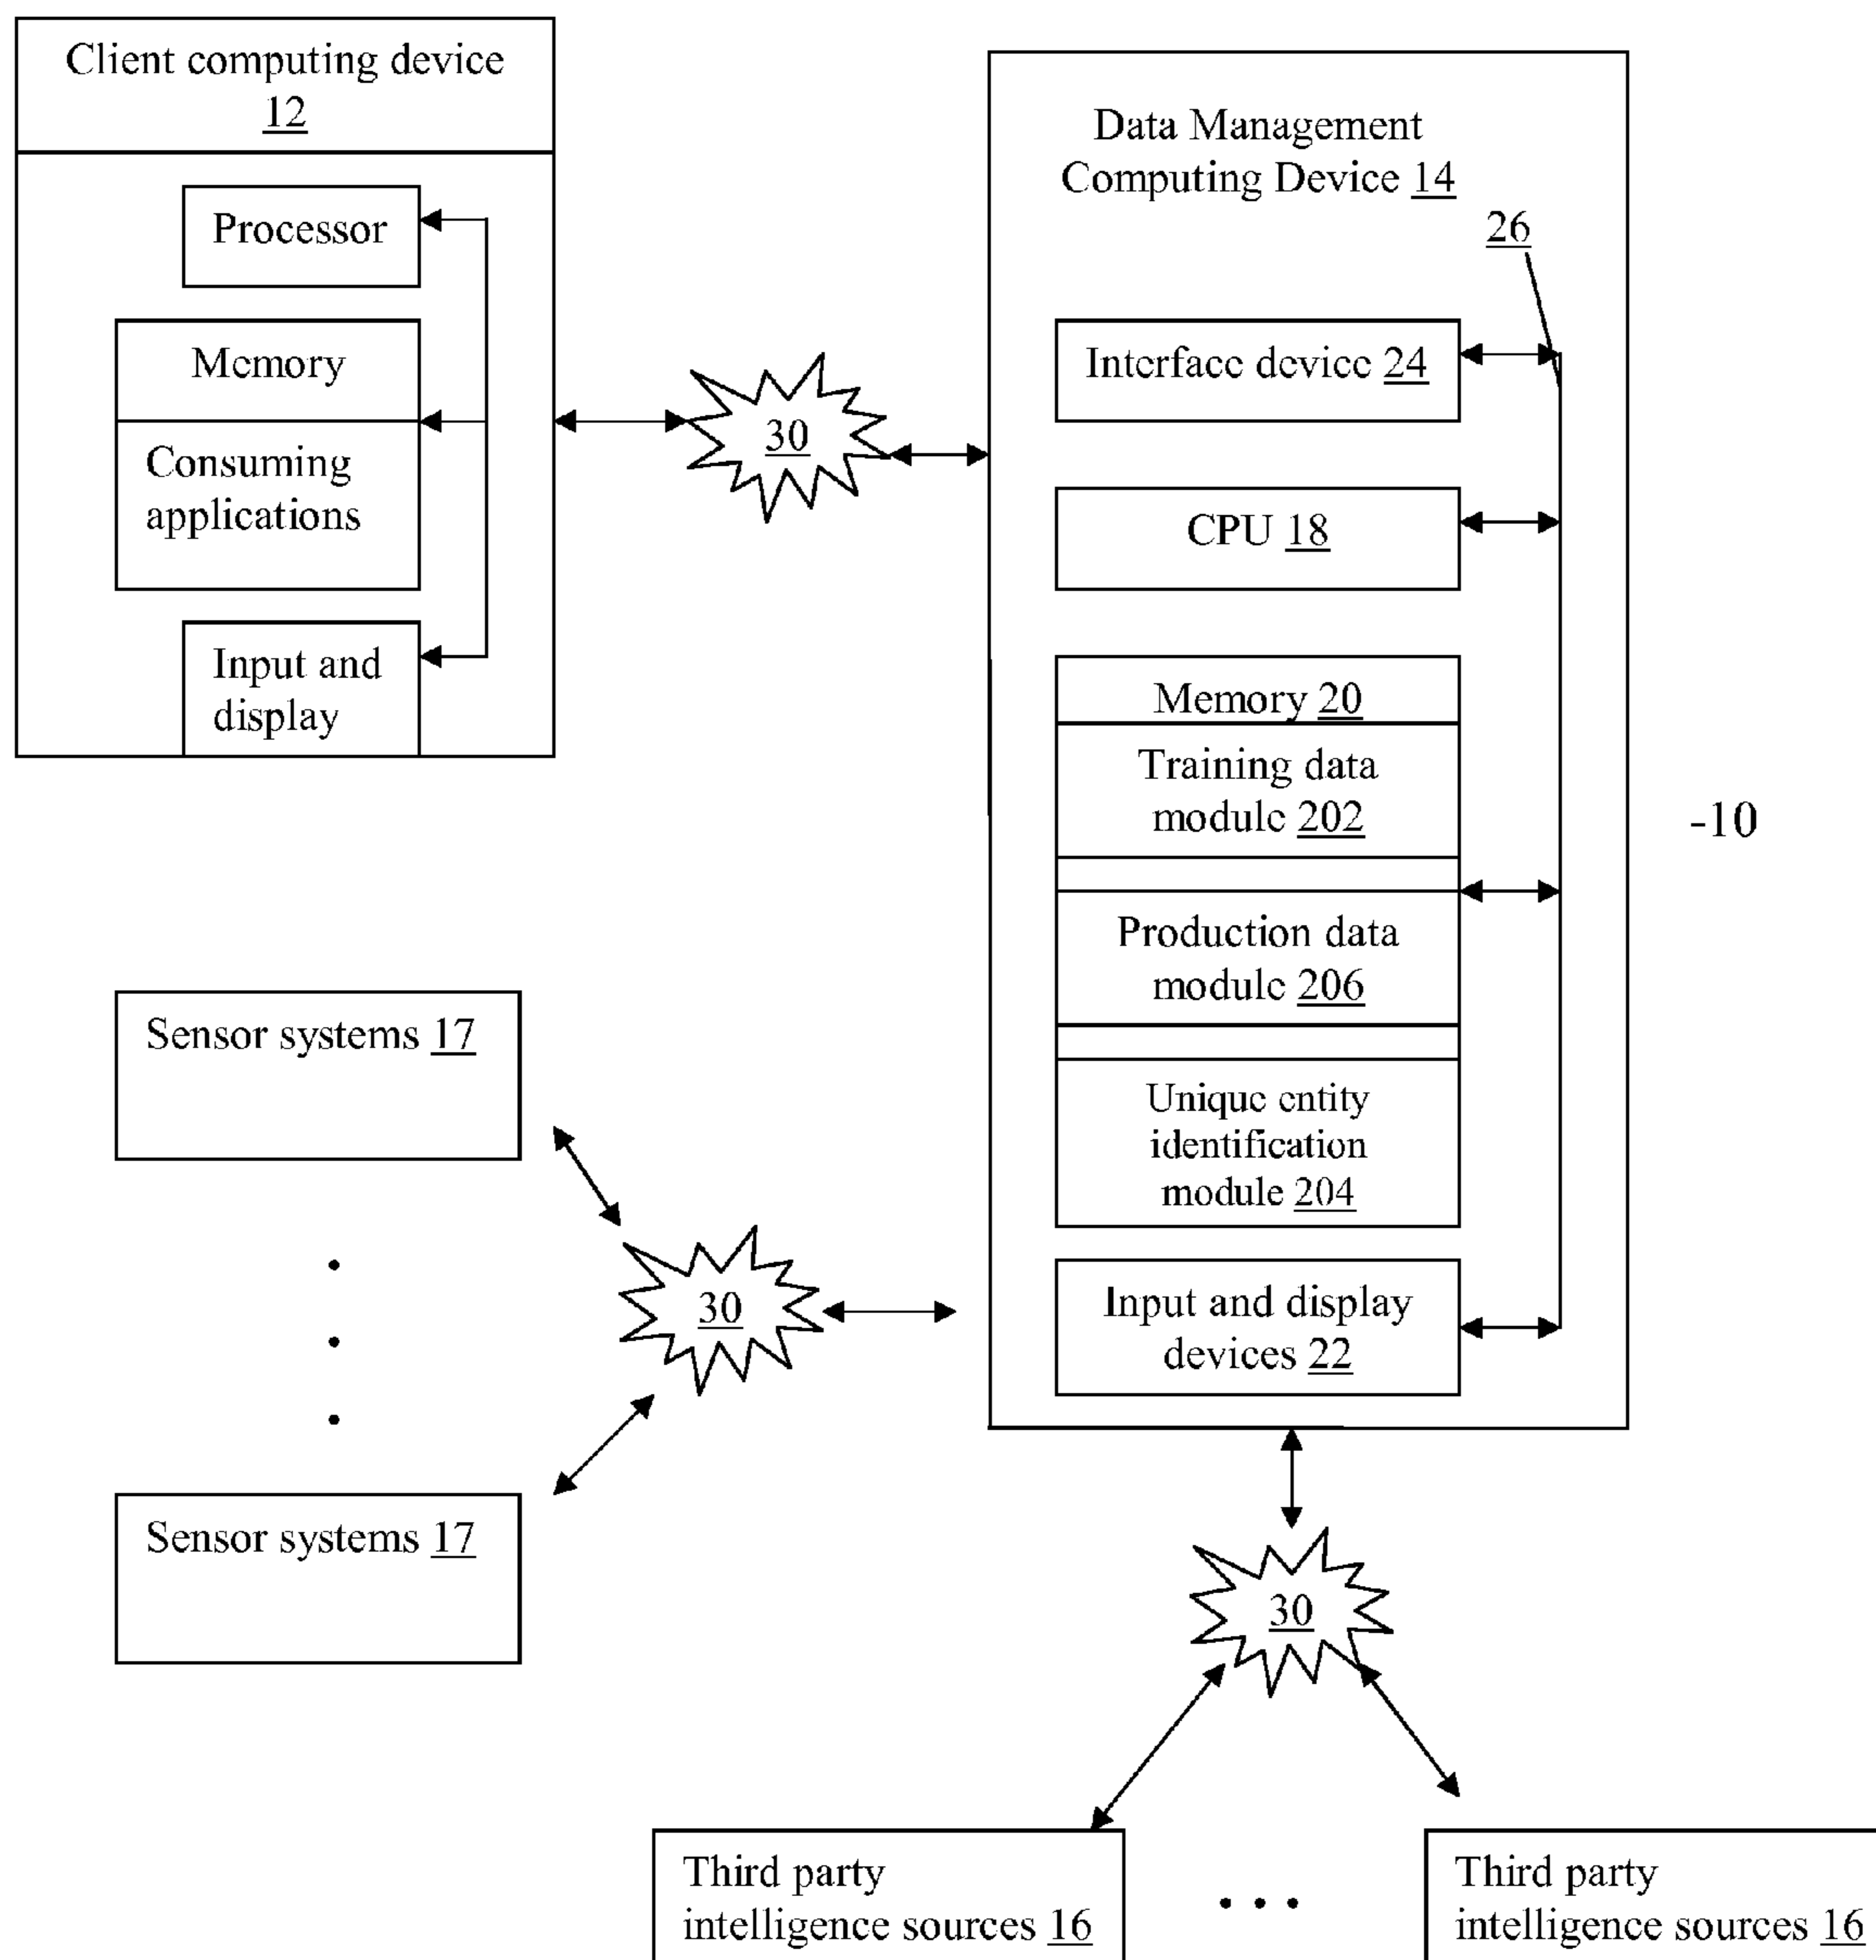 Client computing device
12
Processor
Memory
Consuming
applications
Input and
display
30
Data Management
Computing Device 14
26
Interface device 24
CPU 18
Memory 20
Training data
module 202
Production data
module 206
Unique entity
identification
module 204
Input and display
devices 22
-10
Sensor systems 17
30
Sensor systems 17
30
Third party
intelligence sources 16
Third party
intelligence sources 16